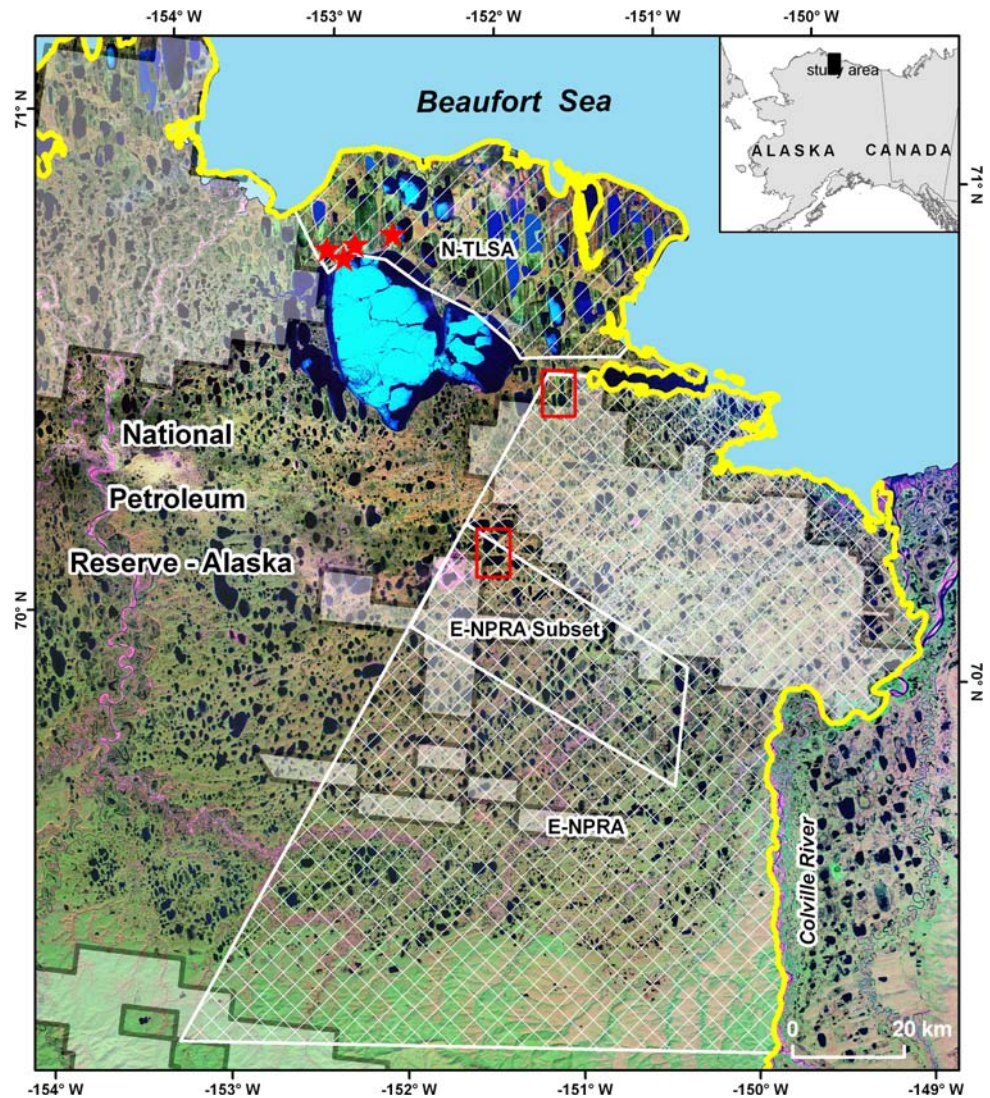 -154° W
-153° W
-152° W
-151° W
-150° W
71° N
Beaufort Sea
study area
ALASKA
CANADA
71° N
N-TLSA
National
Petroleum
Reserve - Alaska
70° N
E-NPRA Subset
70° N
E-NPRA
Colville River
0
20 km
-154° W
-153° W
-152° W
-151° W
-150° W
-149° W